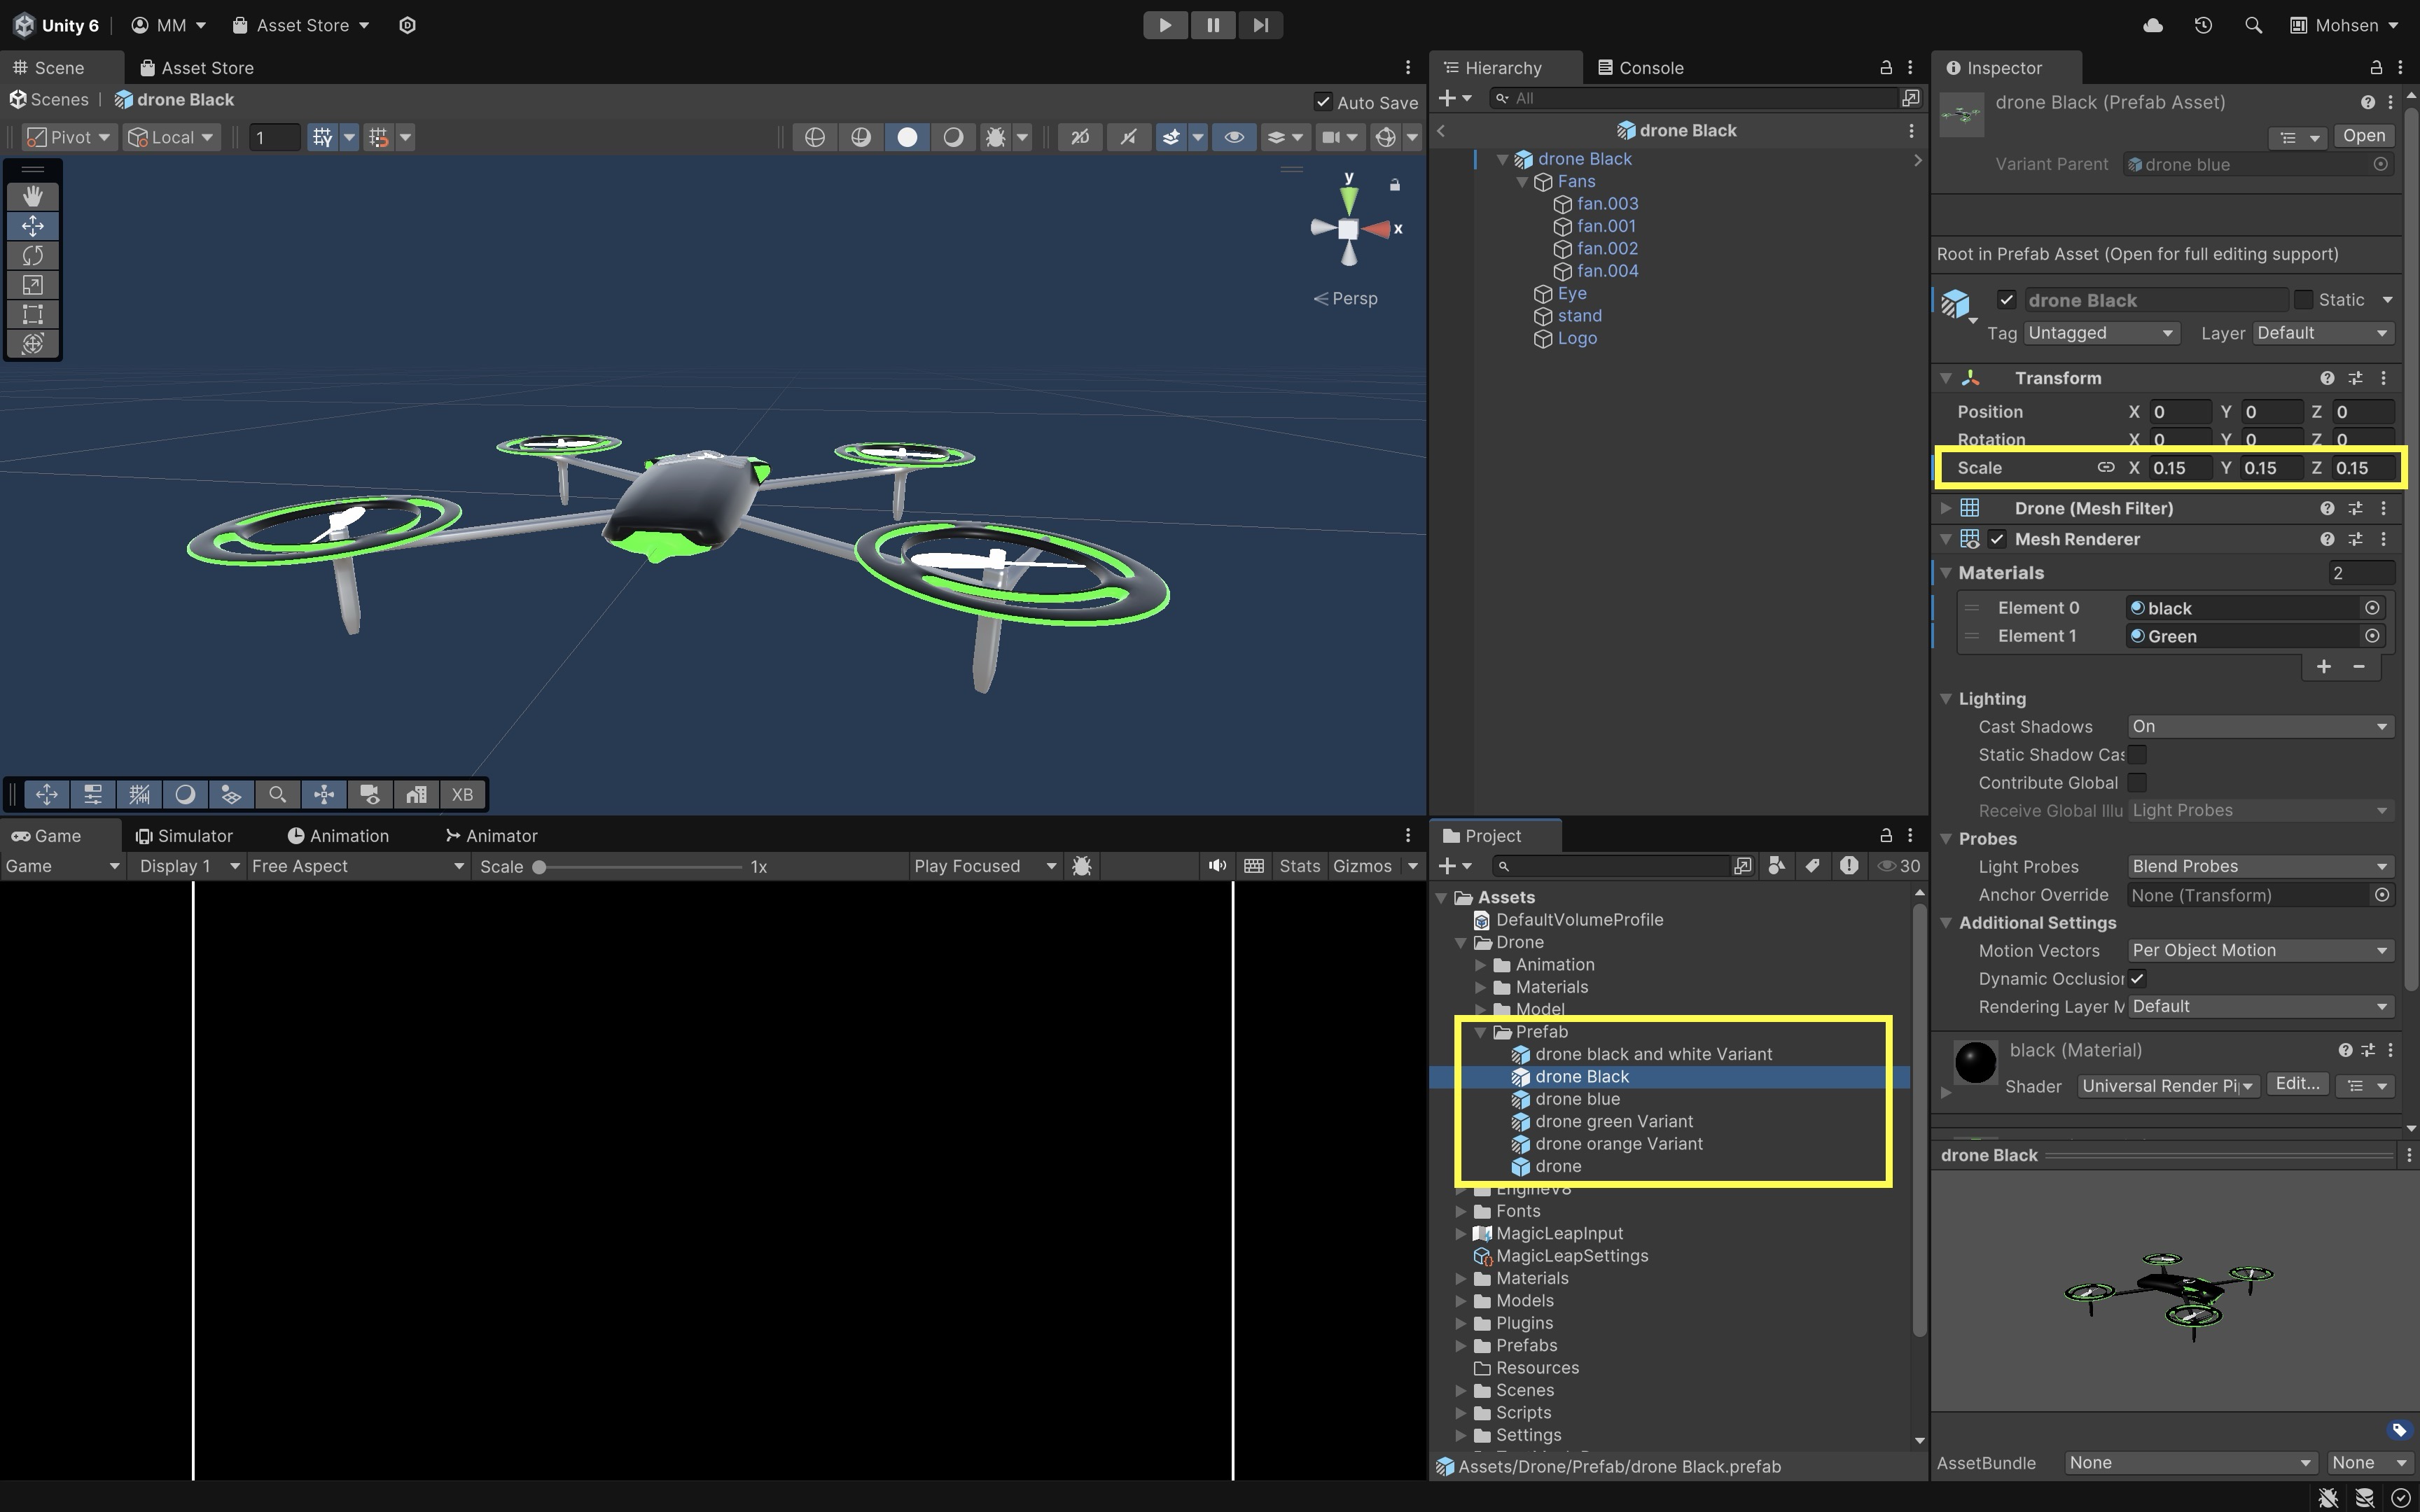 Unity 6 MM Asset Store Mohsen
Scene Asset Store
Scenes drone Black Auto Save
Pivot Local 1 2D
y
x
Persp
XB
Hierarchy Console
All
drone Black
drone Black
Fans
fan.003
fan.001
fan.002
fan.004
Eye
stand
Logo
Inspector
drone Black (Prefab Asset)
Open
Variant Parent drone blue
Root in Prefab Asset (Open for full editing support)
drone Black Static
Tag Untagged Layer Default
Transform
Position X 0 Y 0 Z 0
Rotation X 0 Y 0 Z 0
Scale X 0.15 Y 0.15 Z 0.15
Drone (Mesh Filter)
Mesh Renderer
Materials 2
Element 0 black
Element 1 Green
Lighting
Cast Shadows On
Static Shadow Cas
Contribute Global
Receive Global Illu Light Probes
Probes
Light Probes Blend Probes
Anchor Override None (Transform)
Additional Settings
Motion Vectors Per Object Motion
Dynamic Occlusion
Rendering Layer M Default
black (Material)
Shader Universal Render Pi Edit...
drone Black
AssetBundle None None
Game Simulator Animation Animator
Game Display 1 Free Aspect Scale 1x Play Focused Stats Gizmos
Project
30
Assets
DefaultVolumeProfile
Drone
Animation
Materials
Model
Prefab
drone black and white Variant
drone Black
drone blue
drone green Variant
drone orange Variant
drone
EngineV8
Fonts
MagicLeapInput
MagicLeapSettings
Materials
Models
Plugins
Prefabs
Resources
Scenes
Scripts
Settings
Assets/Drone/Prefab/drone Black.prefab